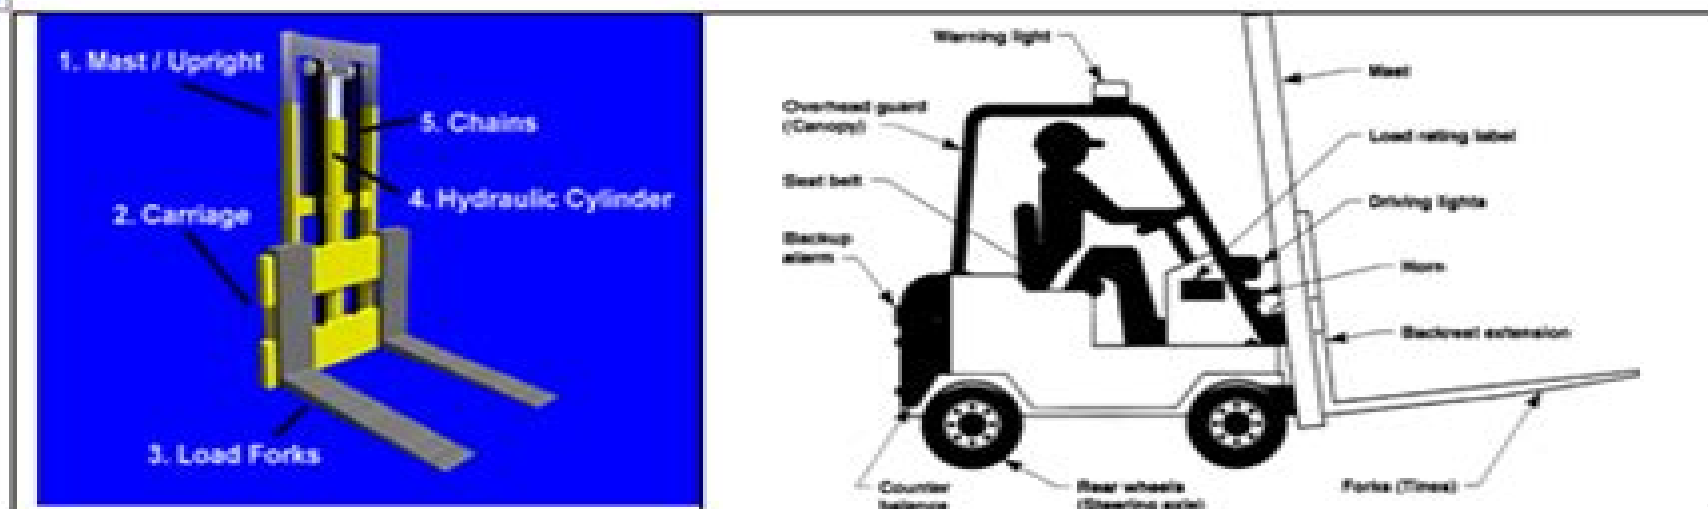 1. Mast / Upright
5. Chains
4. Hydraulic Cylinder
2. Carriage
3. Load Forks
Warning light
Overhead guard
(Canopy)
Seat belt
Backup
alarm
Counter
balance
Rear wheels
(Steering axle)
Mast
Load rating label
Driving lights
Horn
Backrest extension
Forks (Tines)